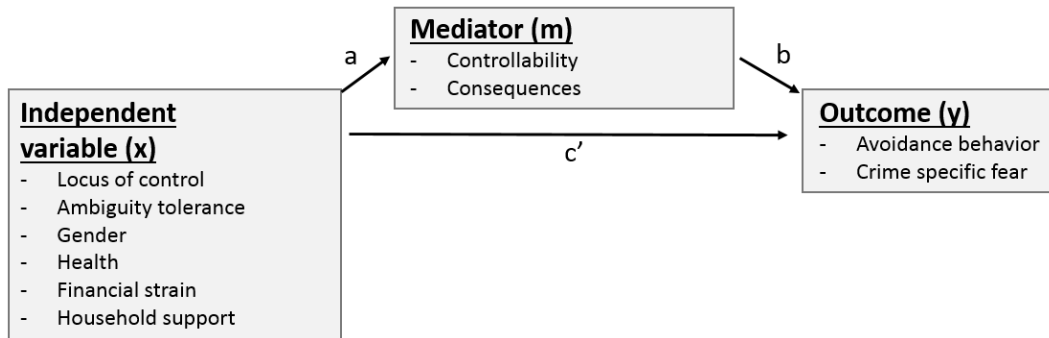 Mediator (m)
- Controllability
- Consequences
a
b
Independent
variable (x)
- Locus of control
- Ambiguity tolerance
- Gender
- Health
- Financial strain
- Household support
c’
Outcome (y)
- Avoidance behavior
- Crime specific fear